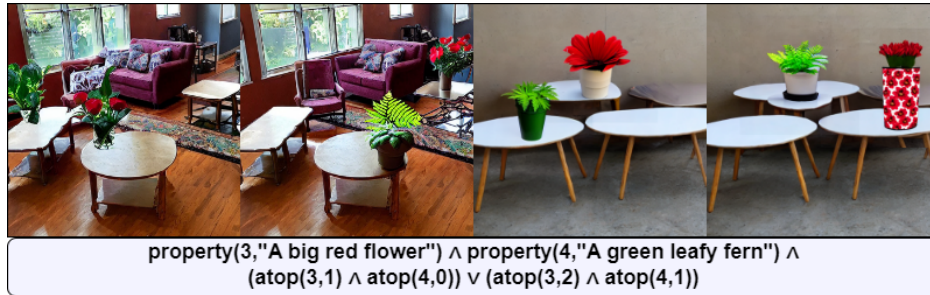 property(3,"A big red flower") ∧ property(4,"A green leafy fern") ∧
(atop(3,1) ∧ atop(4,0)) ∨ (atop(3,2) ∧ atop(4,1))